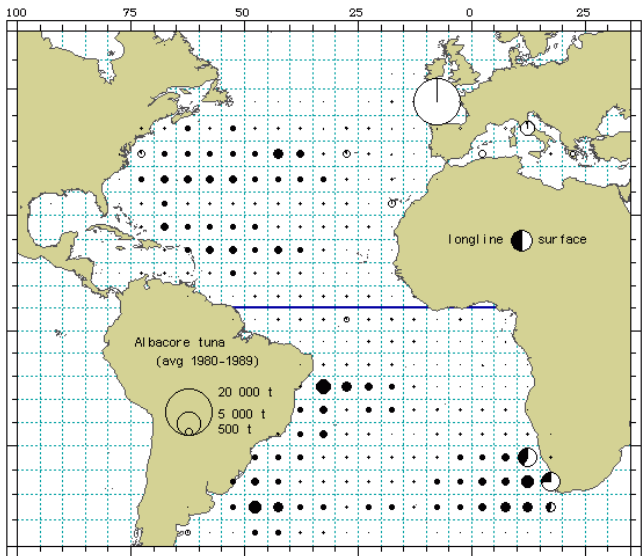 100 75 50 25 0 25
longline surface
Albacore tuna
(avg 1980-1989)
20 000 t
5 000 t
500 t